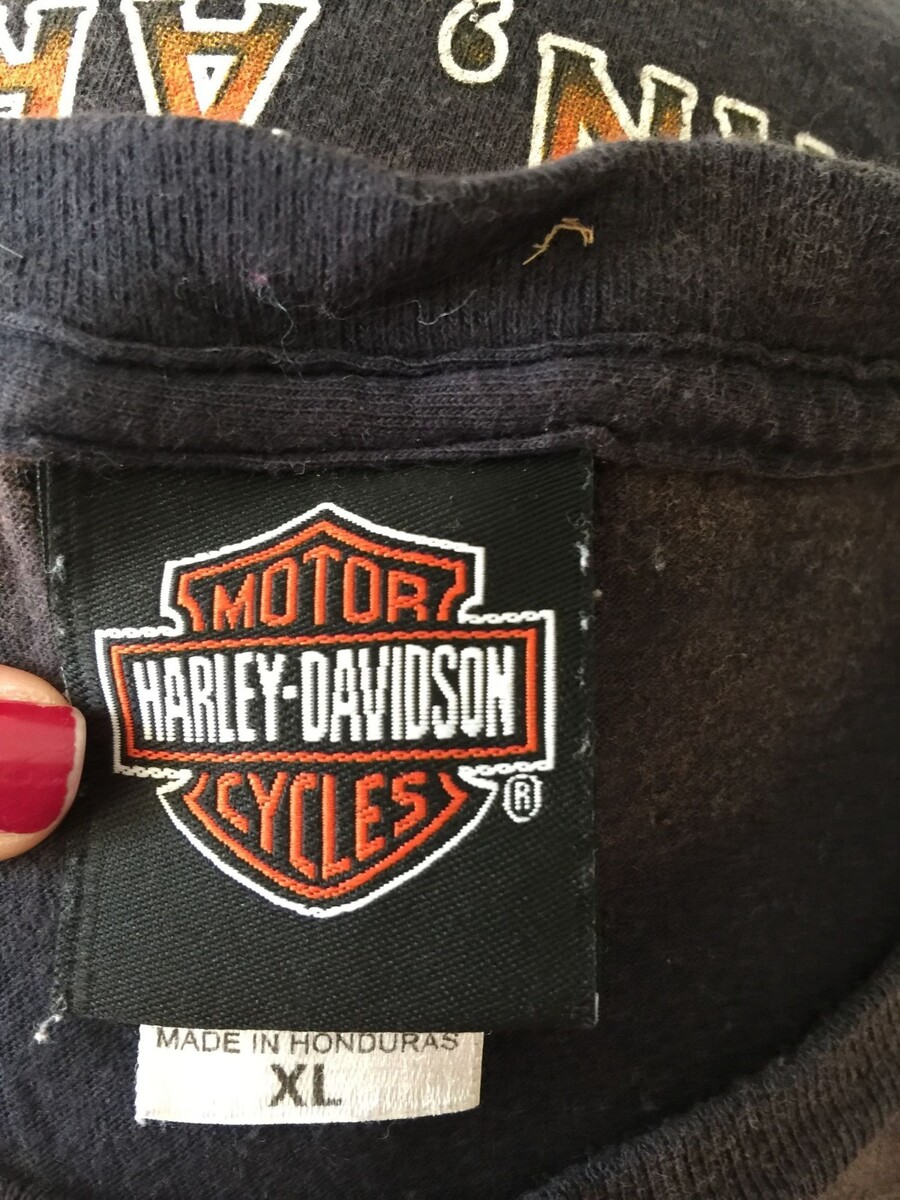 'N
MOTOR
HARLEY-DAVIDSON
CYCLES
®
MADE IN HONDURAS
XL